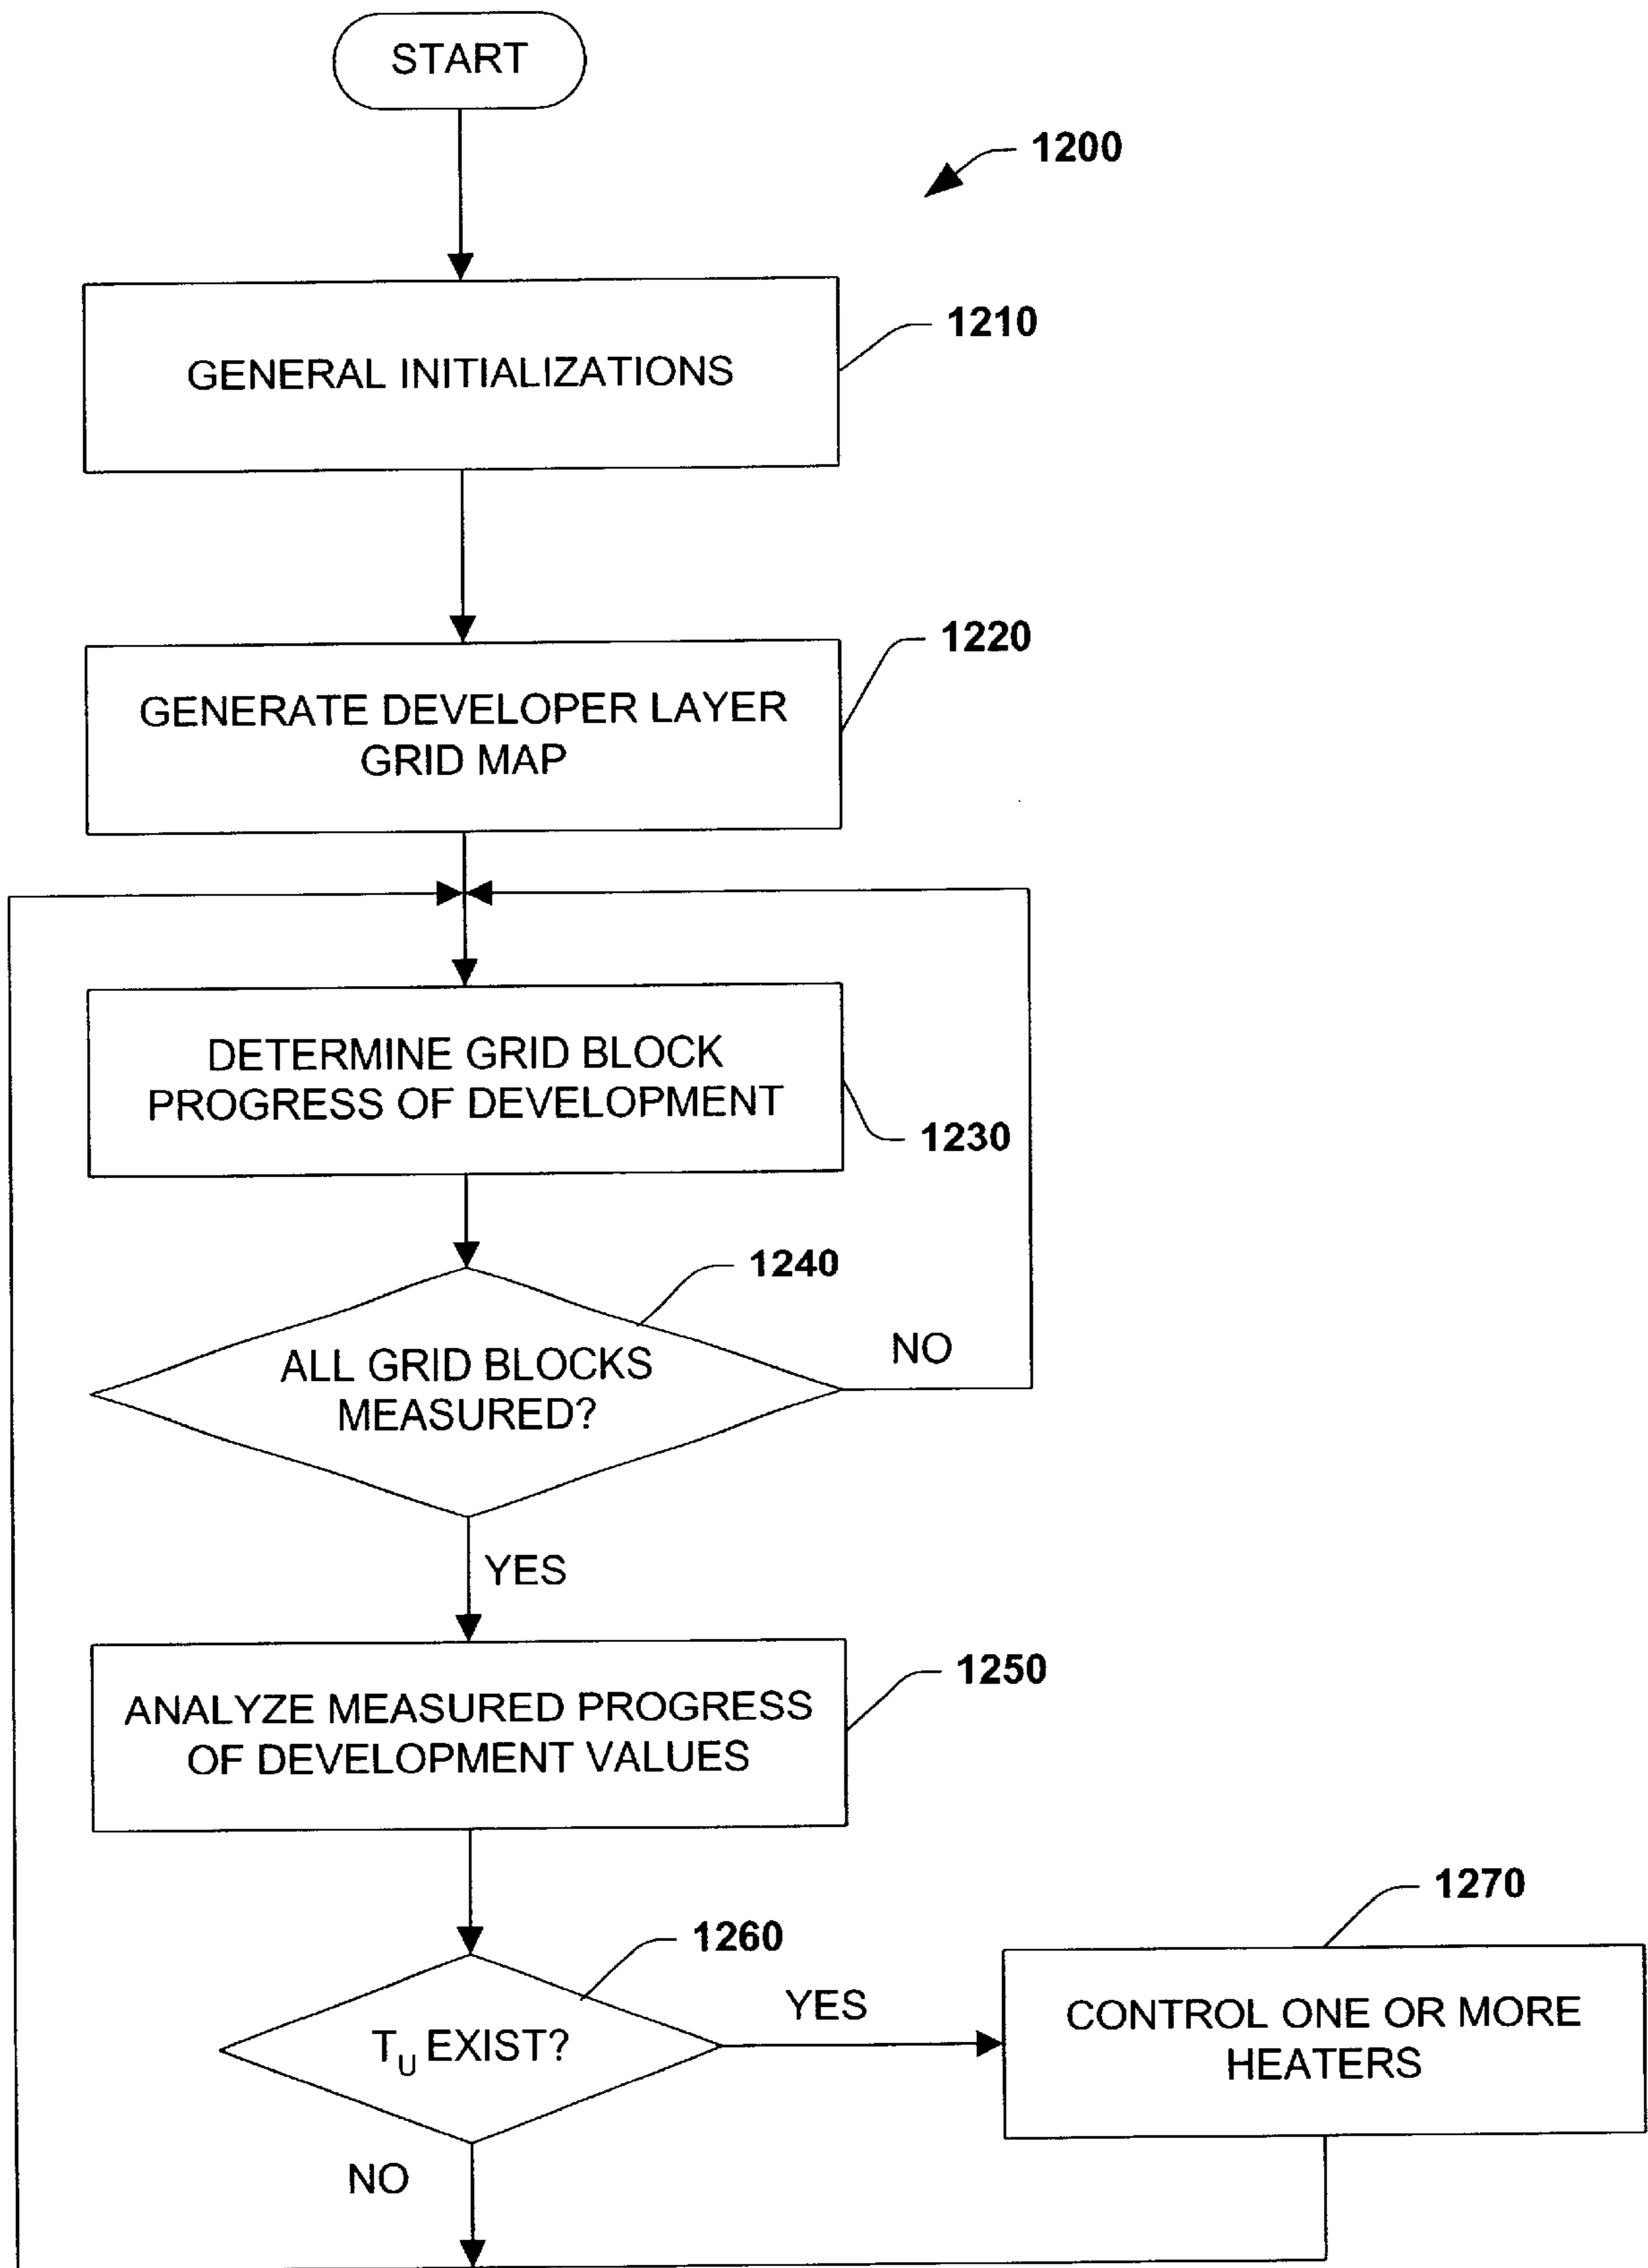 START
1200
GENERAL INITIALIZATIONS
1210
GENERATE DEVELOPER LAYER
GRID MAP
1220
DETERMINE GRID BLOCK
PROGRESS OF DEVELOPMENT
1230
1240
ALL GRID BLOCKS
MEASURED?
NO
YES
1250
ANALYZE MEASURED PROGRESS
OF DEVELOPMENT VALUES
1260
T_U EXIST?
YES
1270
CONTROL ONE OR MORE
HEATERS
NO